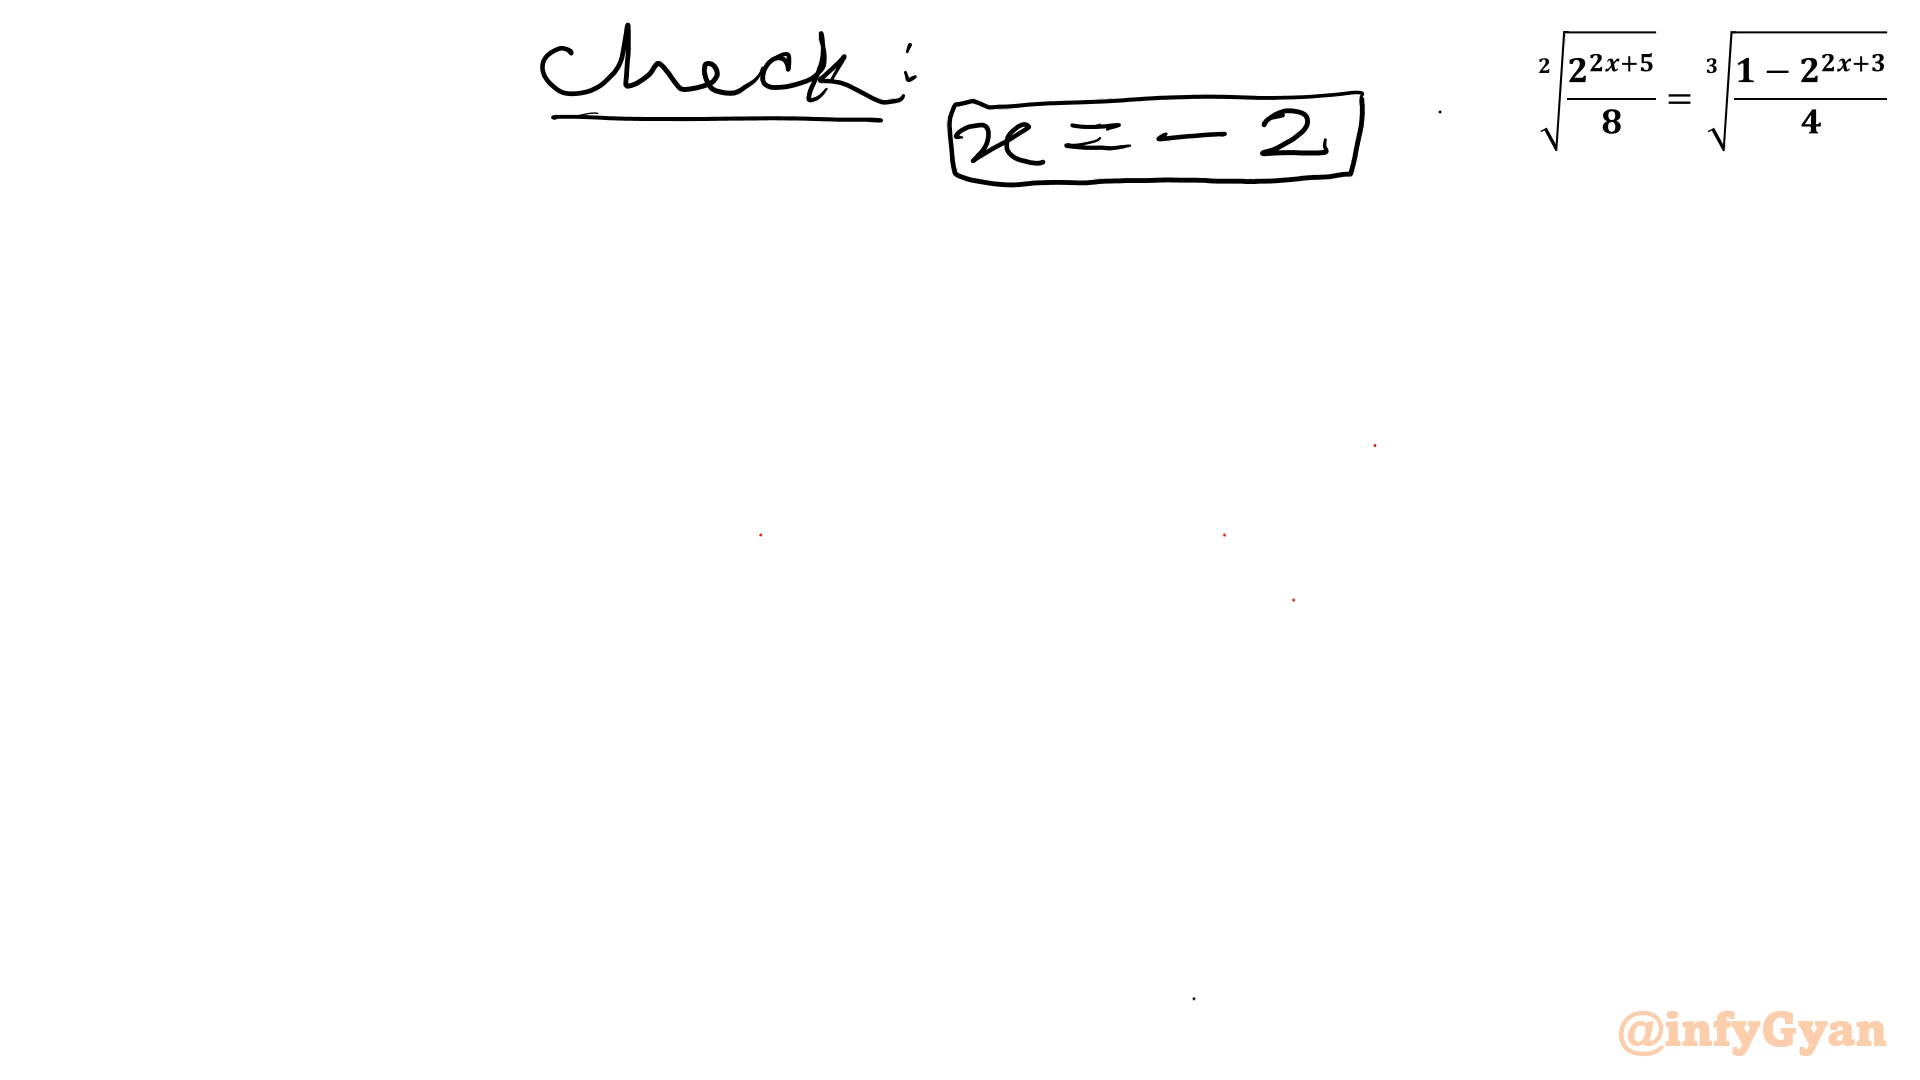 check:
x = - 2
²√(2^(2x+5)/8) = ³√((1 − 2^(2x+3))/4)
@infyGyan